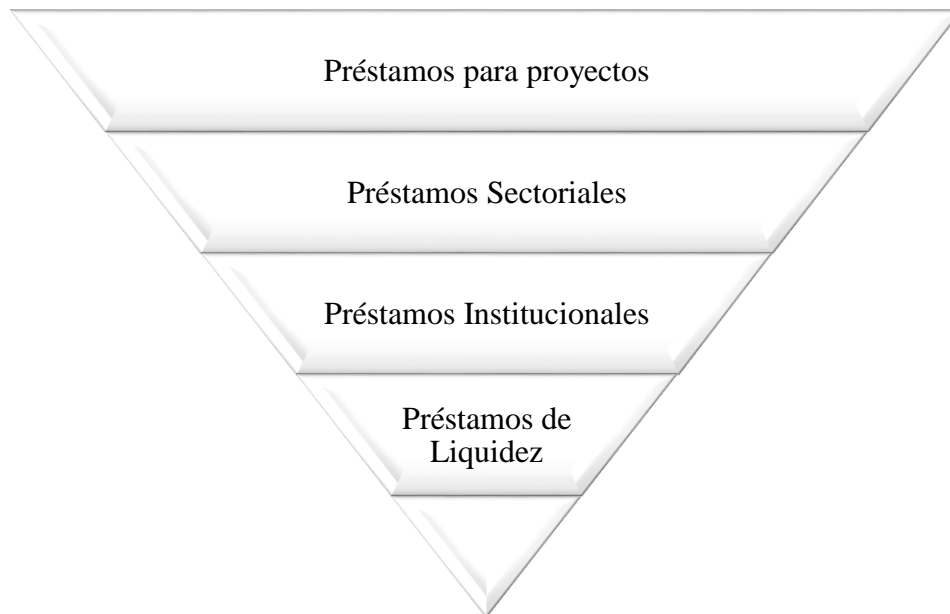 Préstamos para proyectos
Préstamos Sectoriales
Préstamos Institucionales
Préstamos de
Liquidez